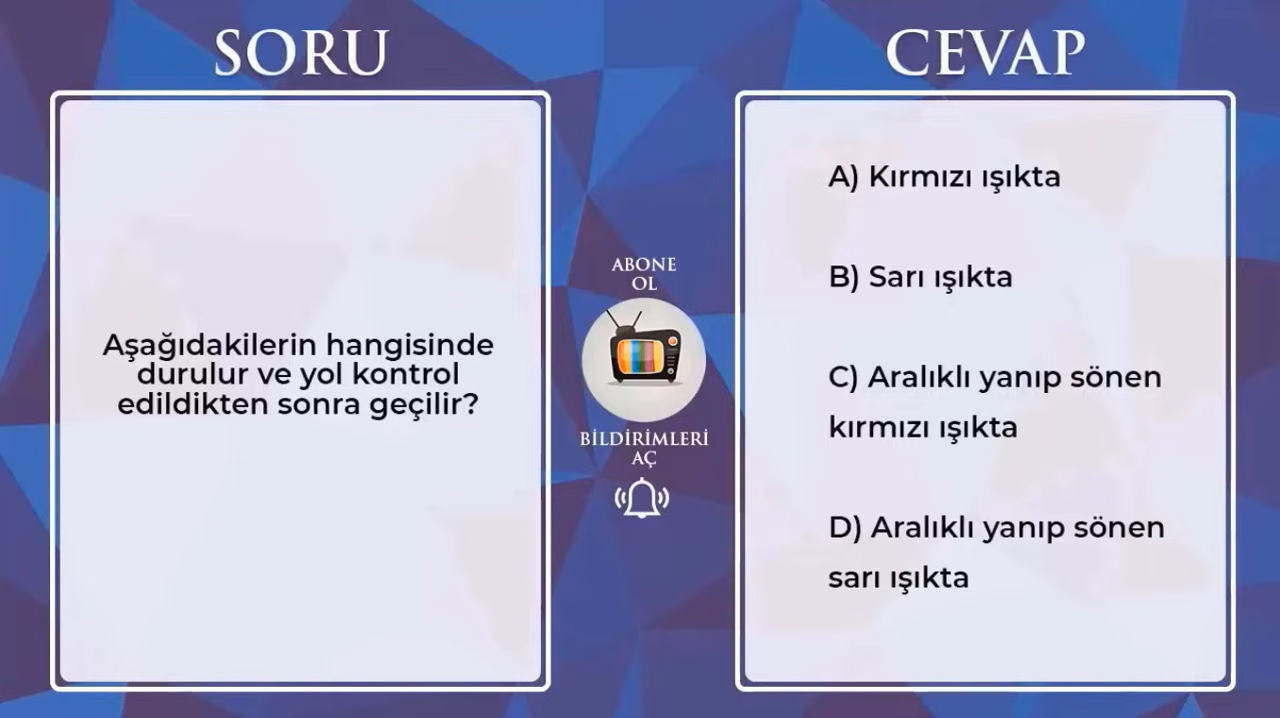 SORU
Aşağıdakilerin hangisinde
durulur ve yol kontrol
edildikten sonra geçilir?
ABONE
OL
BİLDİRİMLERİ
AÇ
CEVAP
A) Kırmızı ışıkta
B) Sarı ışıkta
C) Aralıklı yanıp sönen
kırmızı ışıkta
D) Aralıklı yanıp sönen
sarı ışıkta